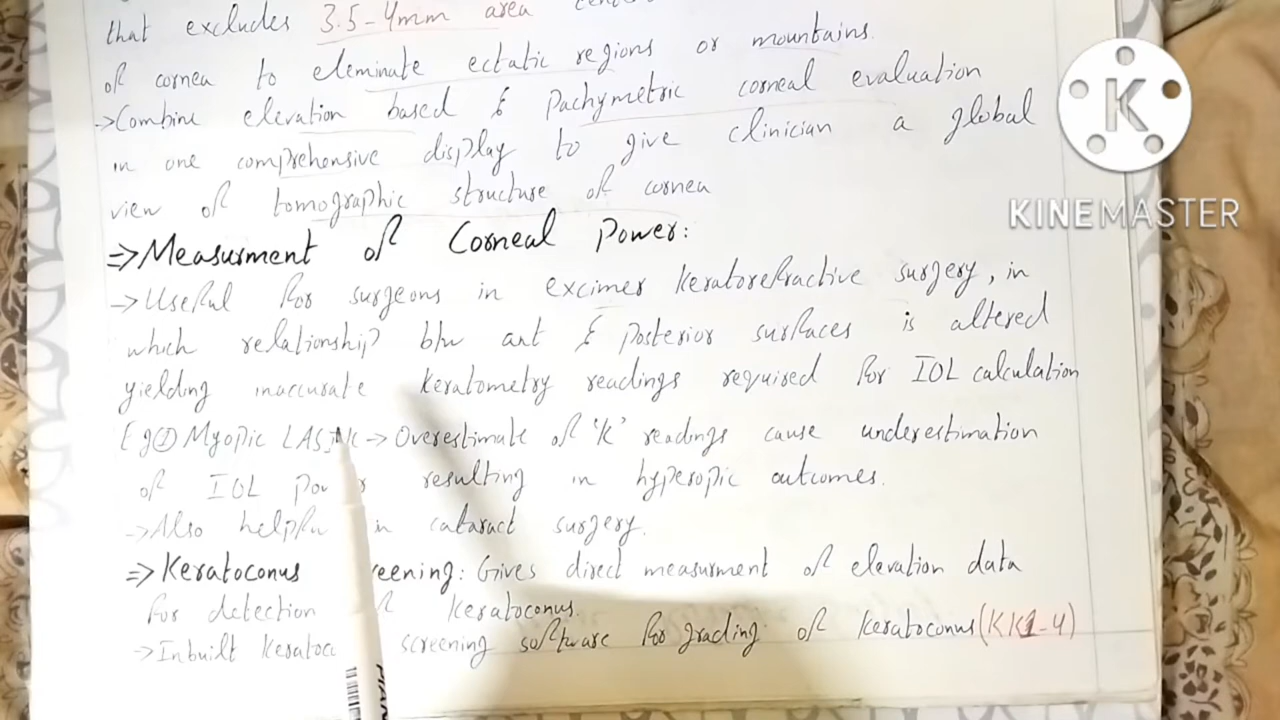 that excludes 3.5-4mm area
of cornea to eleminate ectatic regions or mountains.
→Combine elevation based & Pachymetric corneal evaluation
in one comprehensive display to give clinician a global
view of tomographic structure of cornea
⇒Measurment of Corneal Power:
→Useful for surgeons in excimer keratorefractive surgery, in
which relationship b/w ant & Posterior surfaces is altered
yielding inaccurate keratometry readings required for IOL calculation
Eg① Myopic LASIK→Overestimate of 'K' readings cause underestimation
of IOL resulting in hyperopic outcomes.
→Also in cataract surgery.
⇒Keratoconus Gives direct measurment of elevation data
for detection keratoconus.
→Inbuilt screening software for grading of Keratoconus(KK1-4)
K
KINEMASTER